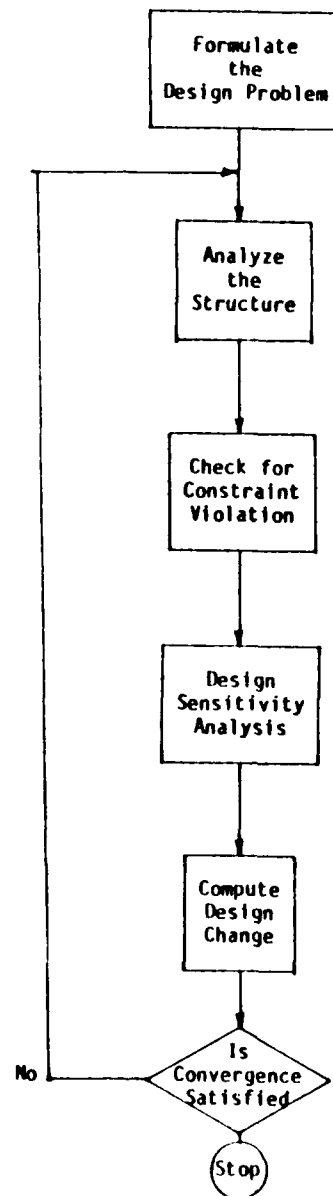 Formulate
the
Design Problem
Analyze
the
Structure
Check for
Constraint
Violation
Design
Sensitivity
Analysis
Compute
Design
Change
Is
Convergence
Satisfied
No
Stop